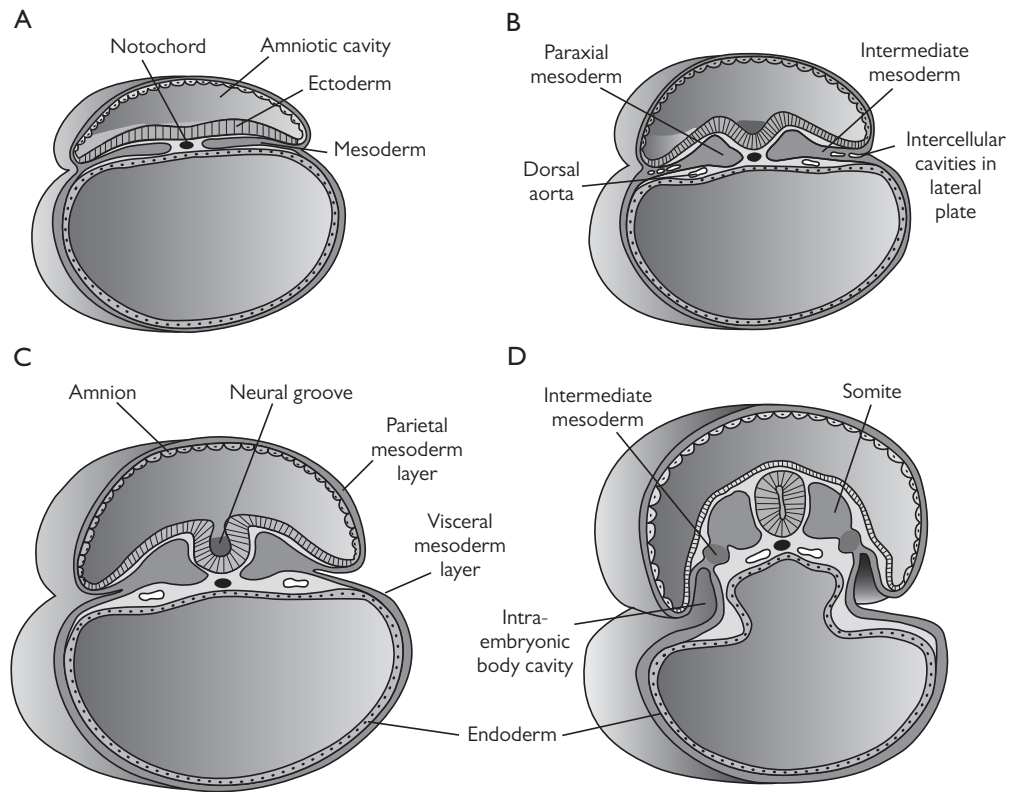 A
Notochord
Amniotic cavity
Ectoderm
Mesoderm
B
Paraxial
mesoderm
Intermediate
mesoderm
Dorsal
aorta
Intercellular
cavities in
lateral
plate
C
Amnion
Neural groove
Parietal
mesoderm
layer
Visceral
mesoderm
layer
D
Intermediate
mesoderm
Somite
Intra-
embryonic
body cavity
Endoderm